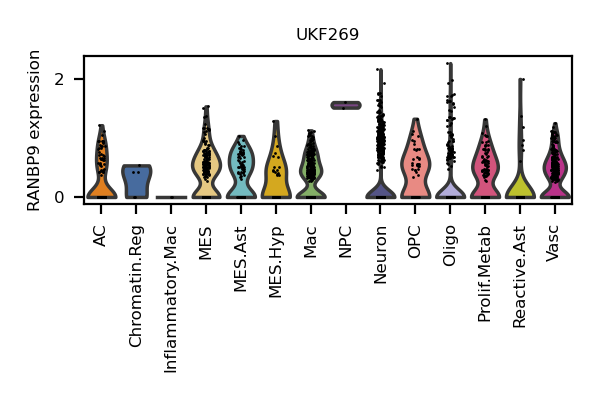 UKF269
RANBP9 expression
2
0
AC
Chromatin.Reg
Inflammatory.Mac
MES
MES.Ast
MES.Hyp
Mac
NPC
Neuron
OPC
Oligo
Prolif.Metab
Reactive.Ast
Vasc